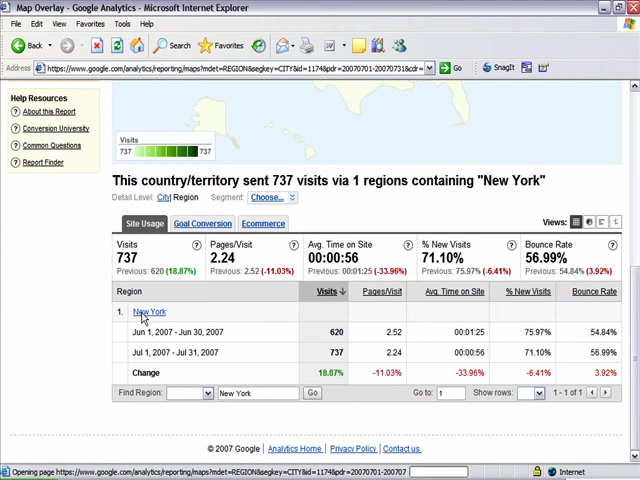 Map Overlay - Google Analytics - Microsoft Internet Explorer
File Edit View Favorites Tools Help
Back Search Favorites
Address https://www.google.com/analytics/reporting/maps?mdet=REGION&segkey=CITY&id=1174&pdr=20070701-20070731&cdr= Go SnagIt
Help Resources
About this Report
Conversion University
Common Questions
Report Finder
Visits
737 737
This country/territory sent 737 visits via 1 regions containing "New York"
Detail Level: City | Region Segment: Choose...
Site Usage Goal Conversion Ecommerce Views:
Visits Pages/Visit Avg. Time on Site % New Visits Bounce Rate
737 2.24 00:00:56 71.10% 56.99%
Previous: 620 (18.87%) Previous: 2.52 (-11.03%) Previous: 00:01:25 (-33.96%) Previous: 75.97% (-6.41%) Previous: 54.84% (3.92%)
Region Visits Pages/Visit Avg. Time on Site % New Visits Bounce Rate
1. New York
Jun 1, 2007 - Jun 30, 2007 620 2.52 00:01:25 75.97% 54.84%
Jul 1, 2007 - Jul 31, 2007 737 2.24 00:00:56 71.10% 56.99%
Change 18.87% -11.03% -33.96% -6.41% 3.92%
Find Region: New York Go Go to: 1 Show rows: 1 - 1 of 1
© 2007 Google | Analytics Home | Privacy Policy | Contact us
Opening page https://www.google.com/analytics/reporting/maps?mdet=REGION&segkey=CITY&id=1174&pdr=20070701-200707 Internet